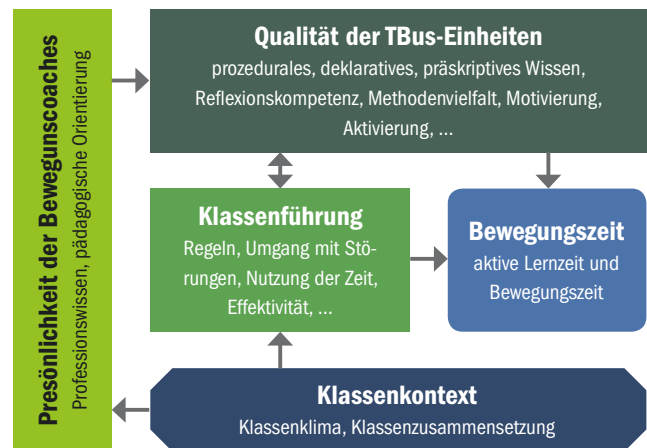 Presönlichkeit der Bewegunscoaches
Professionswissen, pädagogische Orientierung
Qualität der TBus-Einheiten
prozedurales, deklaratives, präskriptives Wissen,
Reflexionskompetenz, Methodenvielfalt, Motivierung,
Aktivierung, ...
Klassenführung
Regeln, Umgang mit Stö-
rungen, Nutzung der Zeit,
Effektivität, ...
Bewegungszeit
aktive Lernzeit und
Bewegungszeit
Klassenkontext
Klassenklima, Klassenzusammensetzung